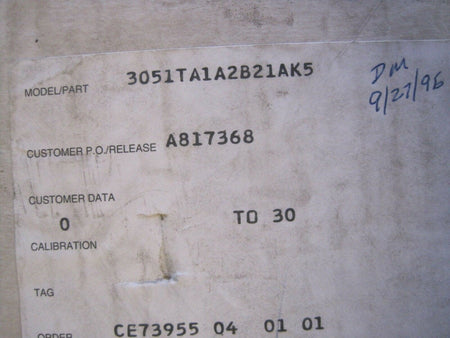 MODEL/PART 3051TA1A2B21AK5
DM
9/27/96
CUSTOMER P.O./RELEASE A817368
CUSTOMER DATA
0 TO 30
CALIBRATION
TAG
ORDER CE73955 04 01 01